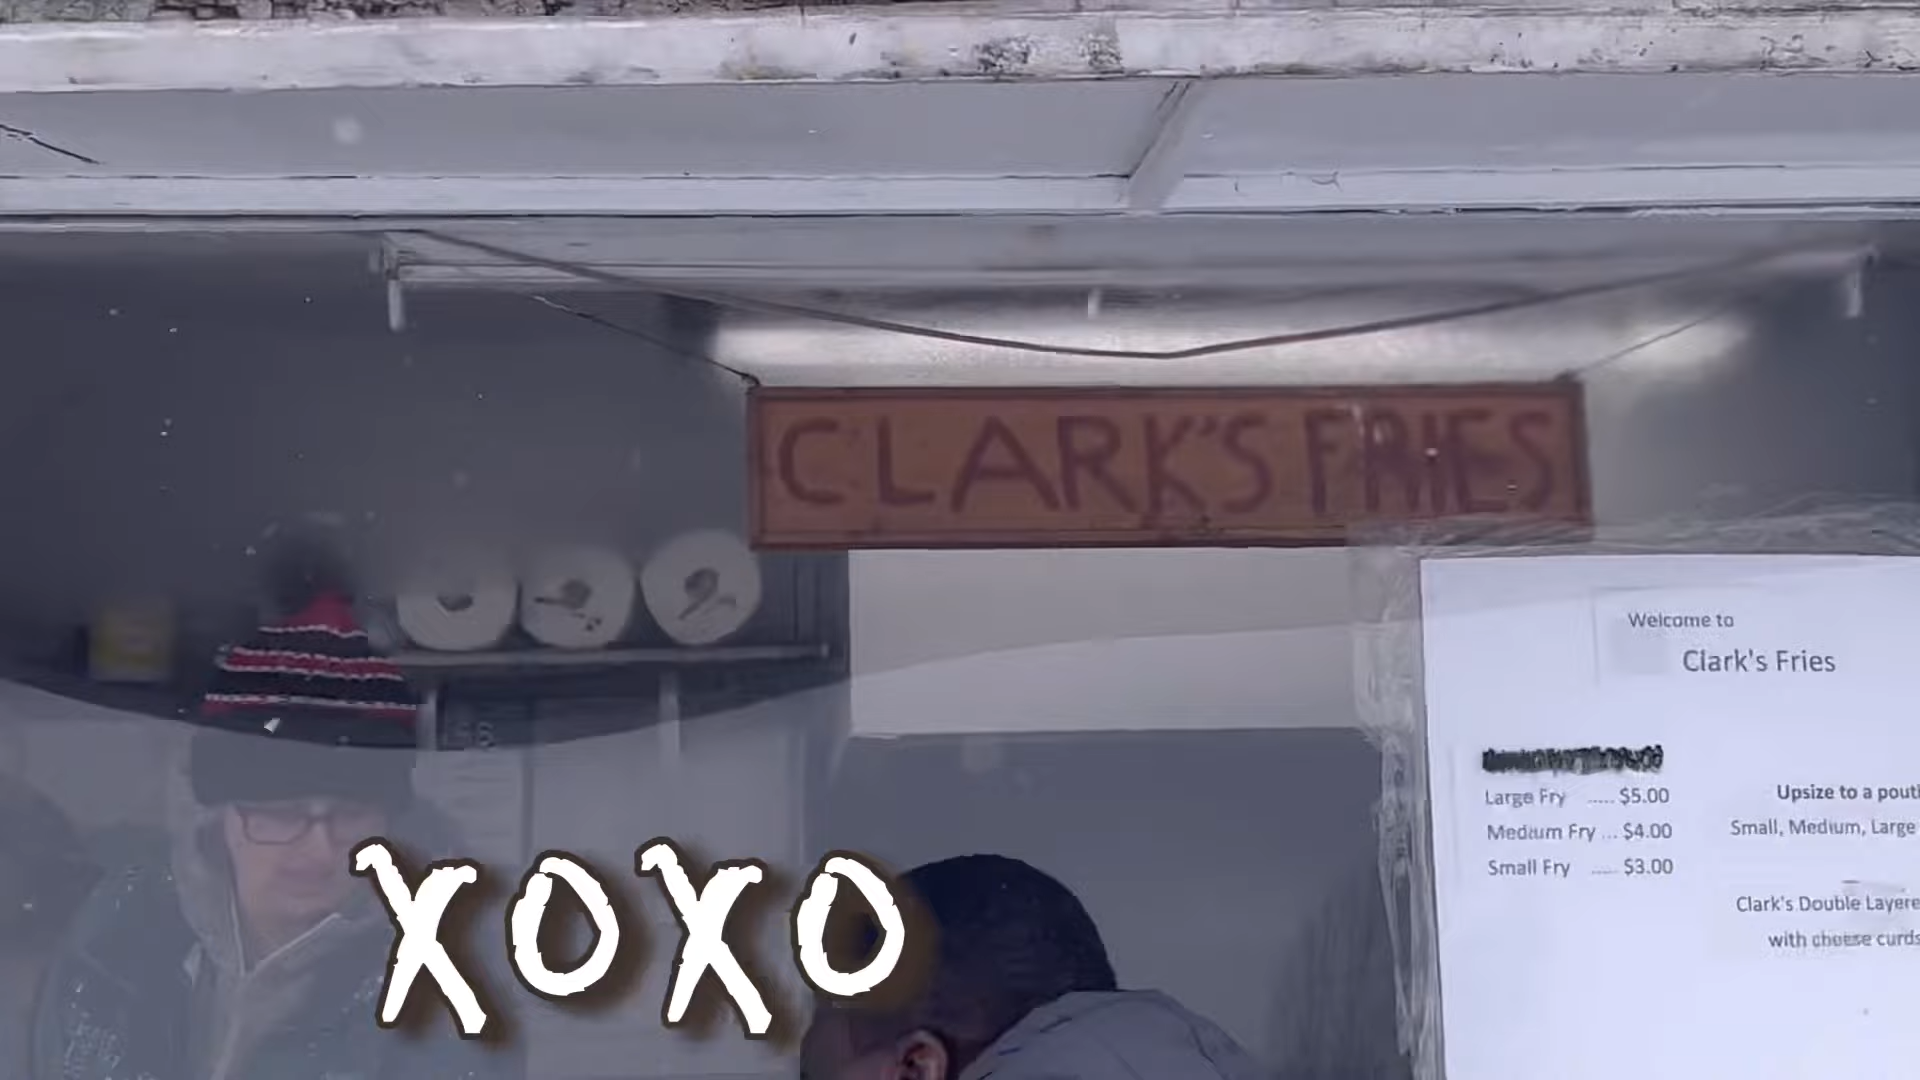 CLARK'S FRIES
Welcome to
Clark's Fries
Large Fry ..... $5.00
Medium Fry ... $4.00
Small Fry ..... $3.00
Upsize to a pouti
Small, Medium, Large
Clark's Double Layere
with cheese curds
XOXO